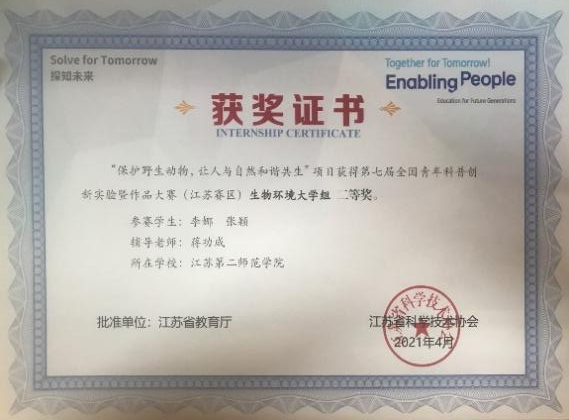 Solve for Tomorrow
探知未来
Together for Tomorrow!
Enabling People
Education for Future Generations
获奖证书
INTERNSHIP CERTIFICATE
“保护野生动物，让人与自然和谐共生”项目获得第七届全国青年科普创
新实验暨作品大赛（江苏赛区）生物环境大学组 二等奖。
参赛学生：李娜 张颖
辅导老师：蒋功成
所在学校：江苏第二师范学院
批准单位：江苏省教育厅
江苏省科学技术协会
2021年4月